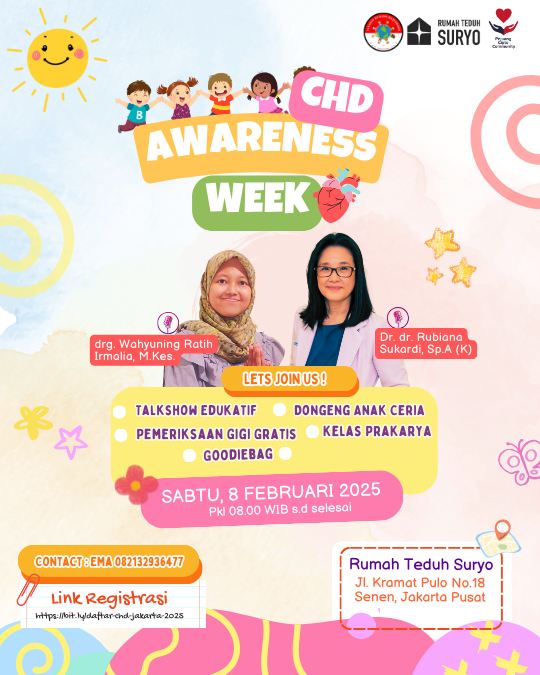 RUMAH TEDUH
SURYO
Pejuang
Cilik
Community
B
CHD
AWARENESS
WEEK
drg. Wahyuning Ratih
Irmalia, M.Kes.
Dr. dr. Rubiana
Sukardi, Sp.A (K)
LETS JOIN US !
TALKSHOW EDUKATIF
DONGENG ANAK CERIA
PEMERIKSAAN GIGI GRATIS
KELAS PRAKARYA
GOODIEBAG
SABTU, 8 FEBRUARI 2025
Pkl 08.00 WIB s.d selesai
CONTACT : EMA 082132936477
Link Registrasi
https://bit.ly/daftar-chd-jakarta-2025
Rumah Teduh Suryo
Jl. Kramat Pulo No.18
Senen, Jakarta Pusat